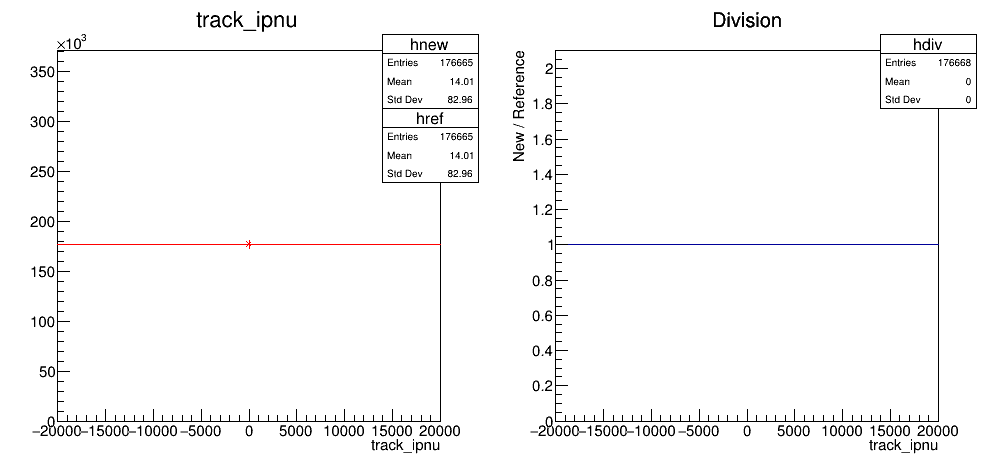 track_ipnu
×10³
hnew
Entries 176665
Mean 14.01
Std Dev 82.96
href
Entries 176665
Mean 14.01
Std Dev 82.96
350
300
250
200
150
100
50
0
−20000 −15000 −10000 −5000 0 5000 10000 15000 20000
track_ipnu
Division
hdiv
Entries 176668
Mean 0
Std Dev 0
New / Reference
2
1.8
1.6
1.4
1.2
1
0.8
0.6
0.4
0.2
0
−20000 −15000 −10000 −5000 0 5000 10000 15000 20000
track_ipnu